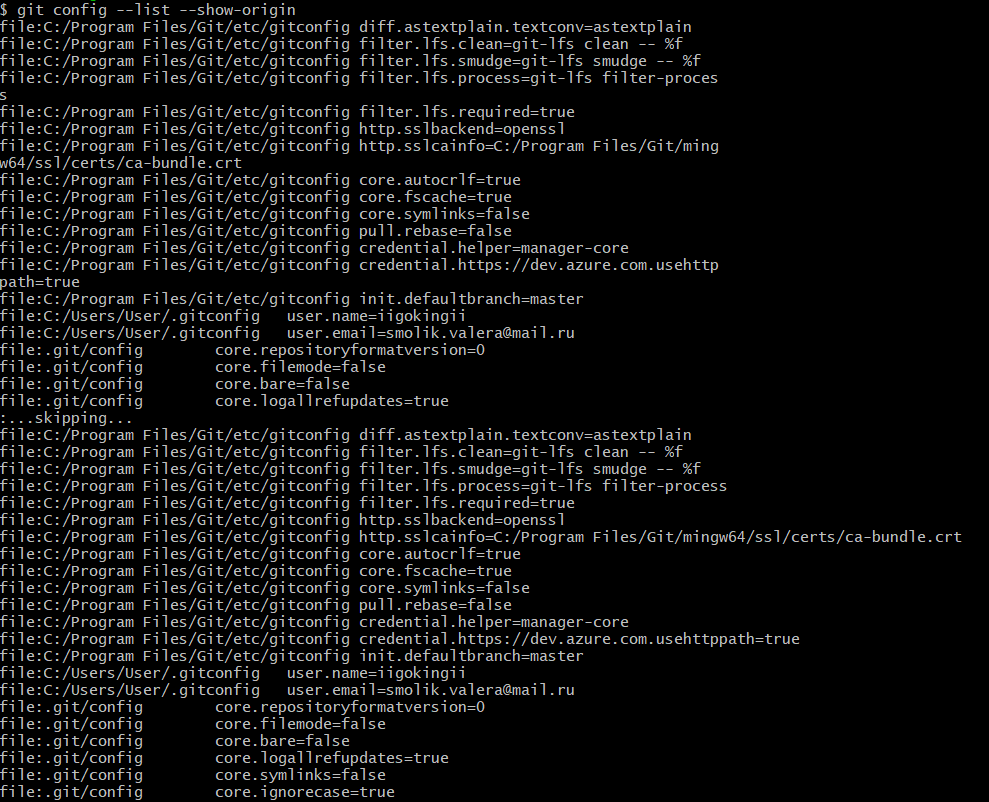 $ git config --list --show-origin
file:C:/Program Files/Git/etc/gitconfig diff.astextplain.textconv=astextplain
file:C:/Program Files/Git/etc/gitconfig filter.lfs.clean=git-lfs clean -- %f
file:C:/Program Files/Git/etc/gitconfig filter.lfs.smudge=git-lfs smudge -- %f
file:C:/Program Files/Git/etc/gitconfig filter.lfs.process=git-lfs filter-proces
s
file:C:/Program Files/Git/etc/gitconfig filter.lfs.required=true
file:C:/Program Files/Git/etc/gitconfig http.sslbackend=openssl
file:C:/Program Files/Git/etc/gitconfig http.sslcainfo=C:/Program Files/Git/ming
w64/ssl/certs/ca-bundle.crt
file:C:/Program Files/Git/etc/gitconfig core.autocrlf=true
file:C:/Program Files/Git/etc/gitconfig core.fscache=true
file:C:/Program Files/Git/etc/gitconfig core.symlinks=false
file:C:/Program Files/Git/etc/gitconfig pull.rebase=false
file:C:/Program Files/Git/etc/gitconfig credential.helper=manager-core
file:C:/Program Files/Git/etc/gitconfig credential.https://dev.azure.com.usehttp
path=true
file:C:/Program Files/Git/etc/gitconfig init.defaultbranch=master
file:C:/Users/User/.gitconfig   user.name=iigokingii
file:C:/Users/User/.gitconfig   user.email=smolik.valera@mail.ru
file:.git/config        core.repositoryformatversion=0
file:.git/config        core.filemode=false
file:.git/config        core.bare=false
file:.git/config        core.logallrefupdates=true
:...skipping...
file:C:/Program Files/Git/etc/gitconfig diff.astextplain.textconv=astextplain
file:C:/Program Files/Git/etc/gitconfig filter.lfs.clean=git-lfs clean -- %f
file:C:/Program Files/Git/etc/gitconfig filter.lfs.smudge=git-lfs smudge -- %f
file:C:/Program Files/Git/etc/gitconfig filter.lfs.process=git-lfs filter-process
file:C:/Program Files/Git/etc/gitconfig filter.lfs.required=true
file:C:/Program Files/Git/etc/gitconfig http.sslbackend=openssl
file:C:/Program Files/Git/etc/gitconfig http.sslcainfo=C:/Program Files/Git/mingw64/ssl/certs/ca-bundle.crt
file:C:/Program Files/Git/etc/gitconfig core.autocrlf=true
file:C:/Program Files/Git/etc/gitconfig core.fscache=true
file:C:/Program Files/Git/etc/gitconfig core.symlinks=false
file:C:/Program Files/Git/etc/gitconfig pull.rebase=false
file:C:/Program Files/Git/etc/gitconfig credential.helper=manager-core
file:C:/Program Files/Git/etc/gitconfig credential.https://dev.azure.com.usehttppath=true
file:C:/Program Files/Git/etc/gitconfig init.defaultbranch=master
file:C:/Users/User/.gitconfig   user.name=iigokingii
file:C:/Users/User/.gitconfig   user.email=smolik.valera@mail.ru
file:.git/config        core.repositoryformatversion=0
file:.git/config        core.filemode=false
file:.git/config        core.bare=false
file:.git/config        core.logallrefupdates=true
file:.git/config        core.symlinks=false
file:.git/config        core.ignorecase=true